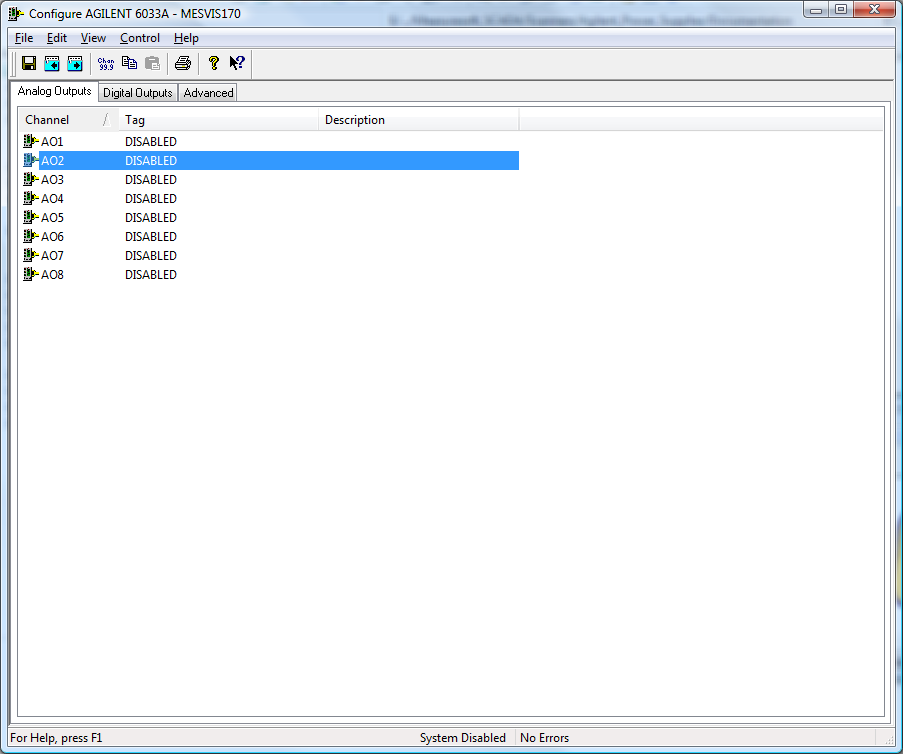 Configure AGILENT 6033A - MESVIS170
File Edit View Control Help
Chan
99.9
Analog Outputs Digital Outputs Advanced
Channel / Tag Description
AO1 DISABLED
AO2 DISABLED
AO3 DISABLED
AO4 DISABLED
AO5 DISABLED
AO6 DISABLED
AO7 DISABLED
AO8 DISABLED
For Help, press F1 System Disabled No Errors